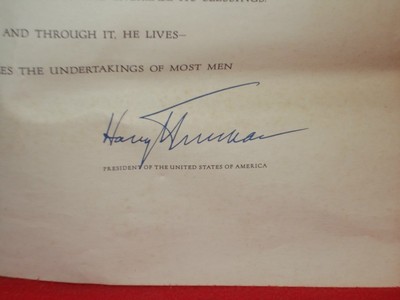 AND THROUGH IT, HE LIVES—
ES THE UNDERTAKINGS OF MOST MEN
Harry Truman
PRESIDENT OF THE UNITED STATES OF AMERICA